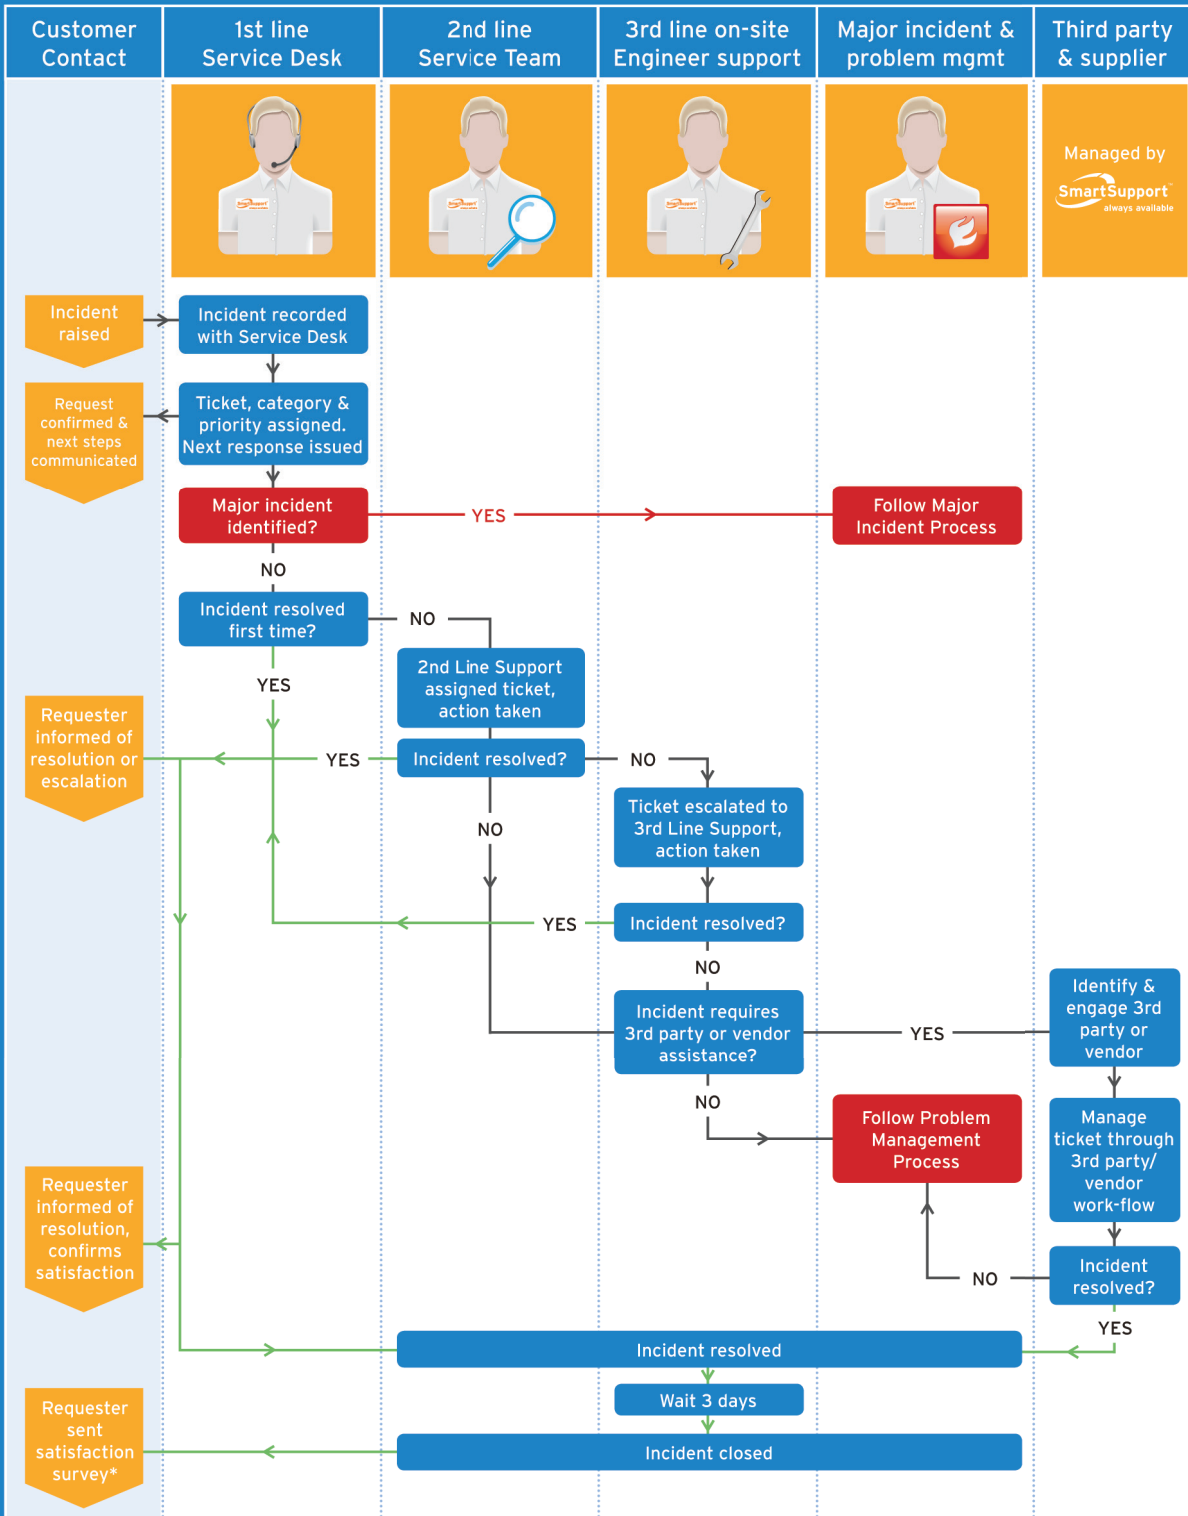 Customer
Contact
1st line
Service Desk
2nd line
Service Team
3rd line on-site
Engineer support
Major incident &
problem mgmt
Third party
& supplier
SmartSupport
SmartSupport
SmartSupport
SmartSupport
Managed by
SmartSupport™
always available
Incident
raised
Incident recorded
with Service Desk
Request
confirmed &
next steps
communicated
Ticket, category &
priority assigned.
Next response issued
Major incident
identified?
YES
Follow Major
Incident Process
NO
Incident resolved
first time?
NO
YES
2nd Line Support
assigned ticket,
action taken
Requester
informed of
resolution or
escalation
YES
Incident resolved?
NO
NO
Ticket escalated to
3rd Line Support,
action taken
YES
Incident resolved?
NO
Incident requires
3rd party or vendor
assistance?
YES
Identify &
engage 3rd
party or
vendor
NO
Follow Problem
Management
Process
Manage
ticket through
3rd party/
vendor
work-flow
Requester
informed of
resolution,
confirms
satisfaction
NO
Incident
resolved?
YES
Incident resolved
Wait 3 days
Requester
sent
satisfaction
survey*
Incident closed